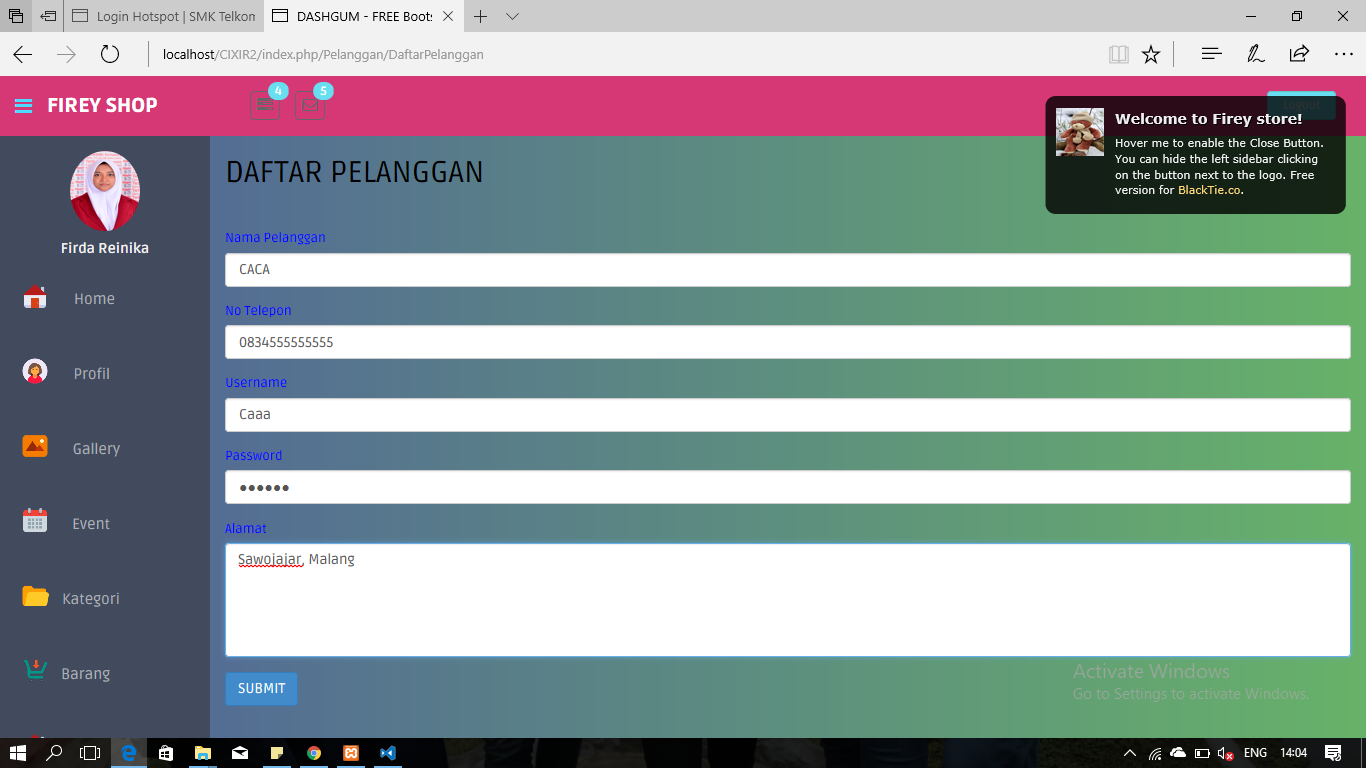 Login Hotspot | SMK Telkom
DASHGUM - FREE Boots
localhost/CIXIR2/index.php/Pelanggan/DaftarPelanggan
FIREY SHOP
4
5
Logout
Welcome to Firey store!
Hover me to enable the Close Button.
You can hide the left sidebar clicking
on the button next to the logo. Free
version for BlackTie.co.
Firda Reinika
Home
Profil
Gallery
Event
Kategori
Barang
DAFTAR PELANGGAN
Nama Pelanggan
CACA
No Telepon
0834555555555
Username
Caaa
Password
••••••
Alamat
Sawojajar, Malang
SUBMIT
Activate Windows
Go to Settings to activate Windows.
ENG
14:04